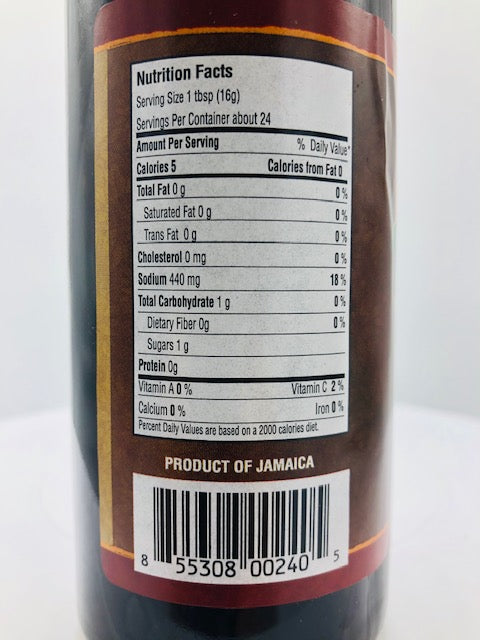 Nutrition Facts
Serving Size 1 tbsp (16g)
Servings Per Container about 24
Amount Per Serving % Daily Value*
Calories 5 Calories from Fat 0
Total Fat 0 g 0 %
Saturated Fat 0 g 0 %
Trans Fat 0 g 0 %
Cholesterol 0 mg 0 %
Sodium 440 mg 18 %
Total Carbohydrate 1 g 0 %
Dietary Fiber 0g 0 %
Sugars 1 g
Protein 0g
Vitamin A 0 % Vitamin C 2 %
Calcium 0 % Iron 0 %
Percent Daily Values are based on a 2000 calories diet.
PRODUCT OF JAMAICA
8 55308 00240 5